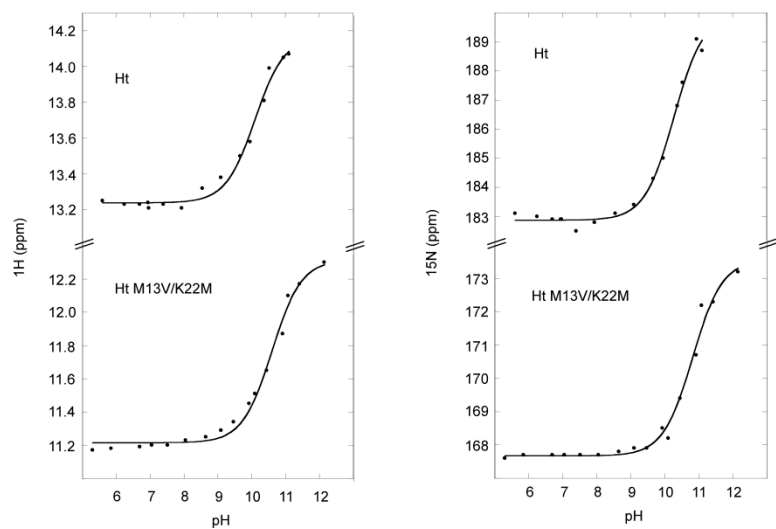 14.2
14.0
13.8
13.6
13.4
13.2
12.2
12.0
11.8
11.6
11.4
11.2
1H (ppm)
Ht
Ht M13V/K22M
6 7 8 9 10 11 12
pH
189
188
187
186
185
184
183
173
172
171
170
169
168
15N (ppm)
Ht
Ht M13V/K22M
6 7 8 9 10 11 12
pH